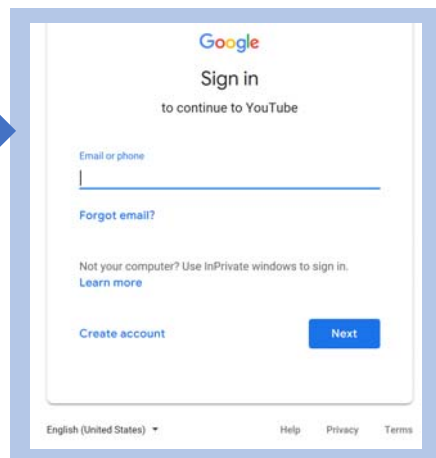 Google
Sign in
to continue to YouTube
Email or phone
Forgot email?
Not your computer? Use InPrivate windows to sign in.
Learn more
Create account
Next
English (United States)
Help Privacy Terms